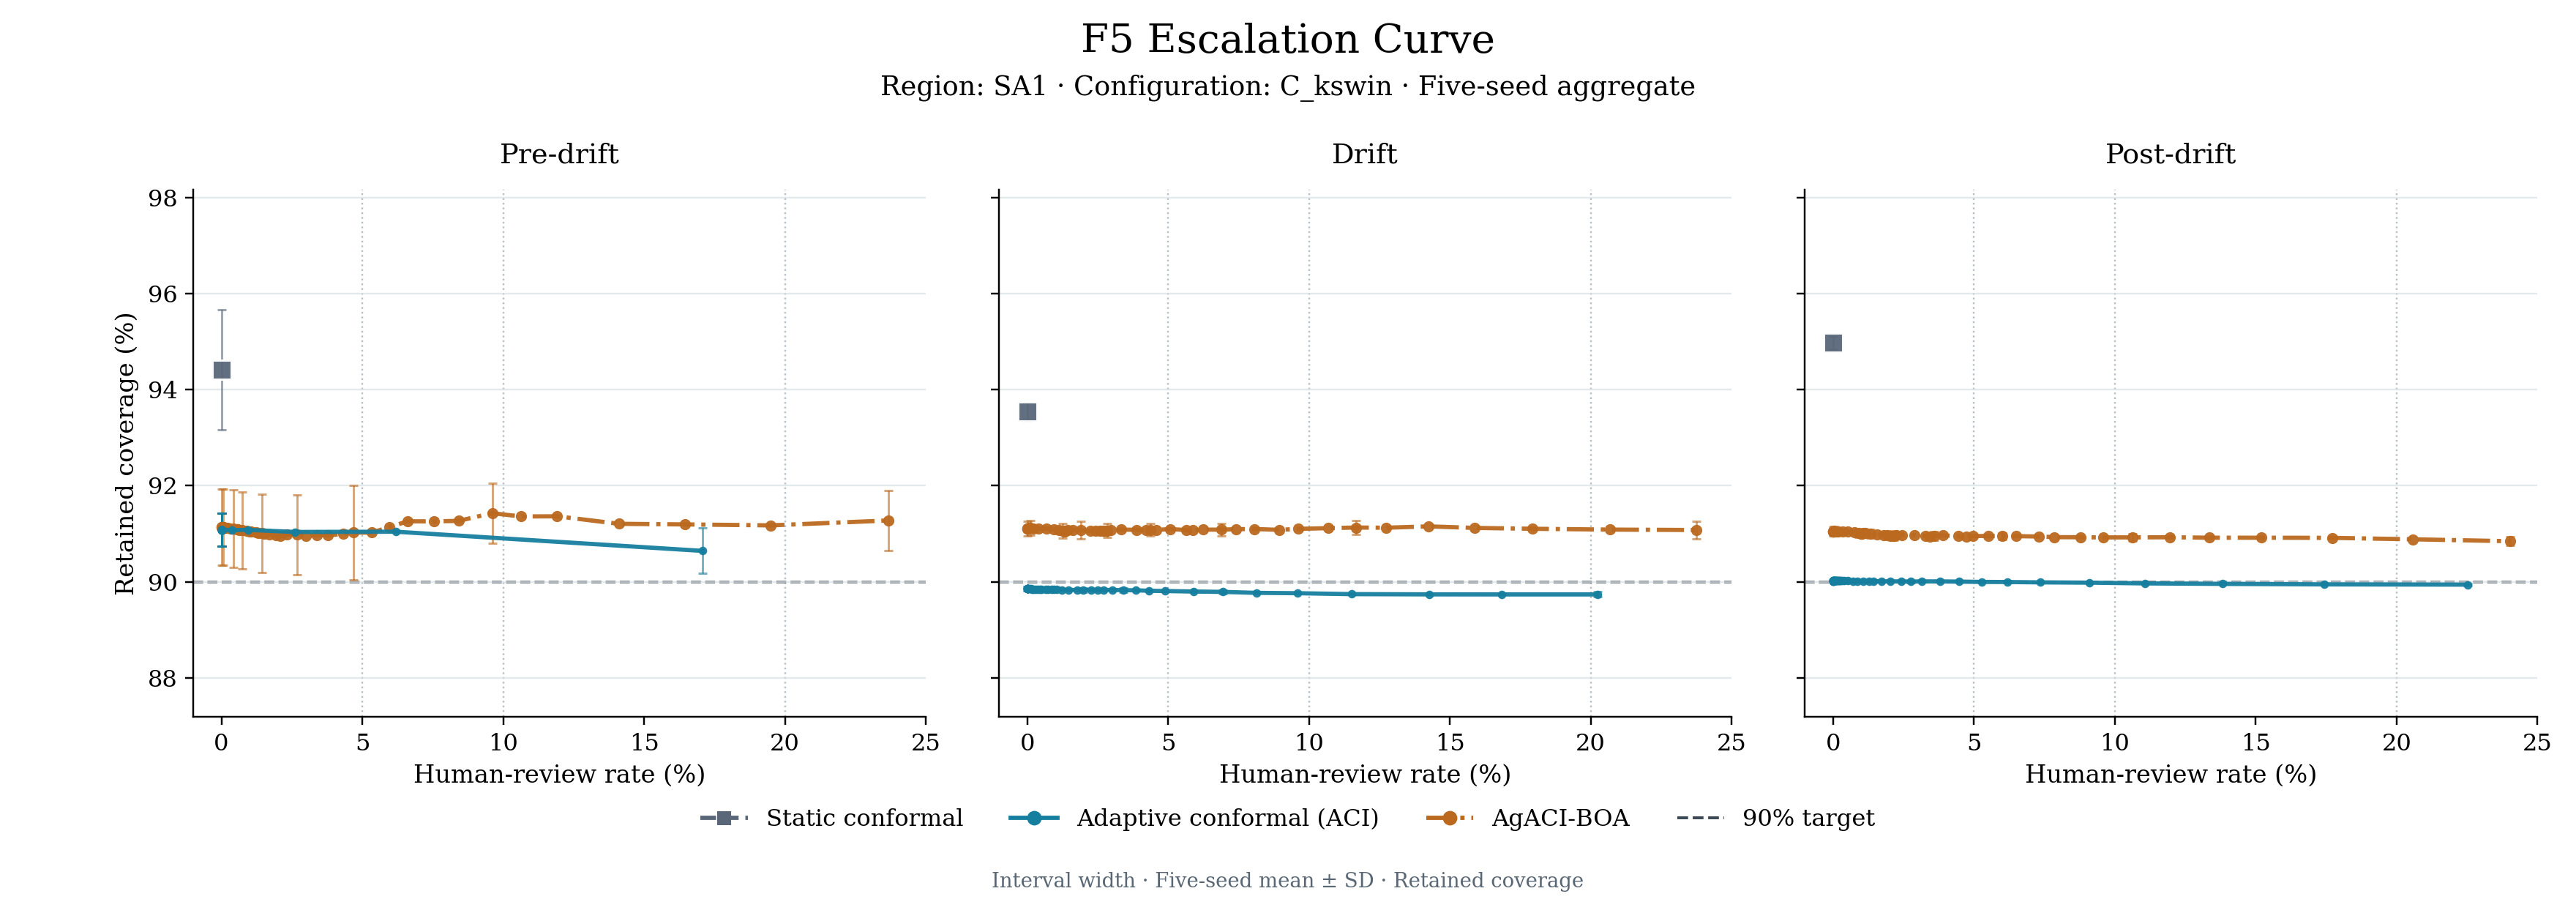 F5 Escalation Curve
Region: SA1 · Configuration: C_kswin · Five-seed aggregate
Pre-drift
Drift
Post-drift
Retained coverage (%)
98
96
94
92
90
88
0 5 10 15 20 25
0 5 10 15 20 25
0 5 10 15 20 25
Human-review rate (%)
Human-review rate (%)
Human-review rate (%)
Static conformal
Adaptive conformal (ACI)
AgACI-BOA
90% target
Interval width · Five-seed mean ± SD · Retained coverage